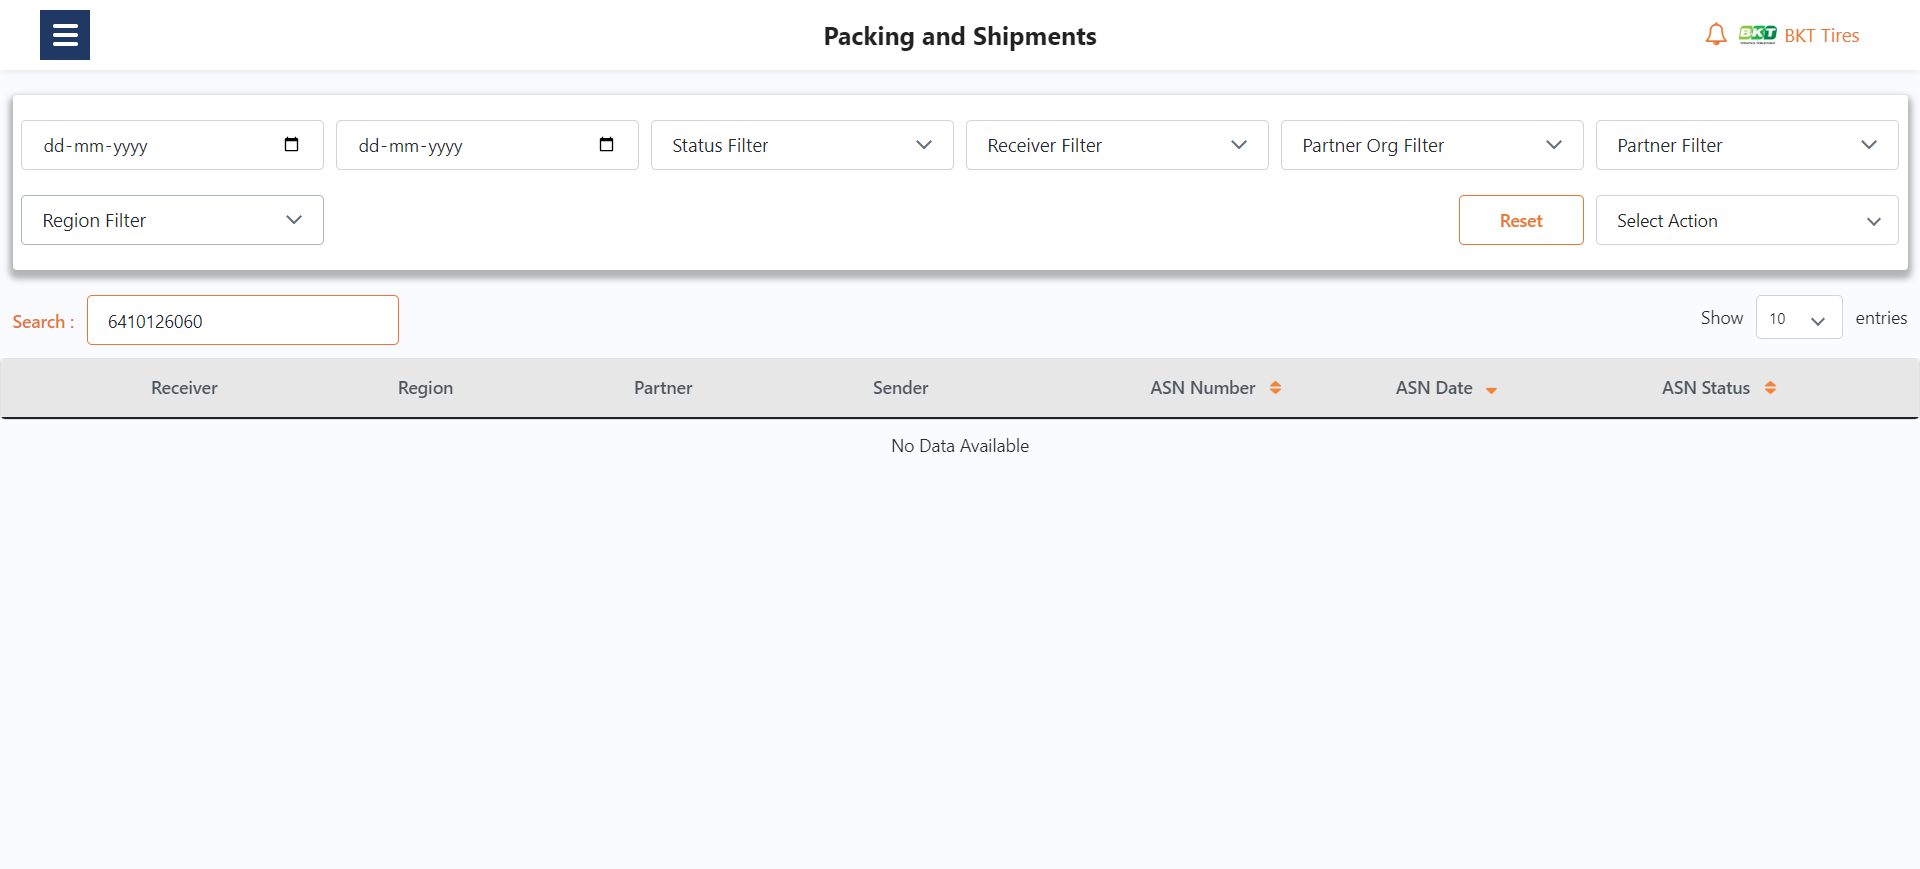 Packing and Shipments
BKT BKT Tires
dd-mm-yyyy dd-mm-yyyy Status Filter Receiver Filter Partner Org Filter Partner Filter
Region Filter Reset Select Action
Search : 6410126060 Show 10 entries
Receiver Region Partner Sender ASN Number ASN Date ASN Status
No Data Available